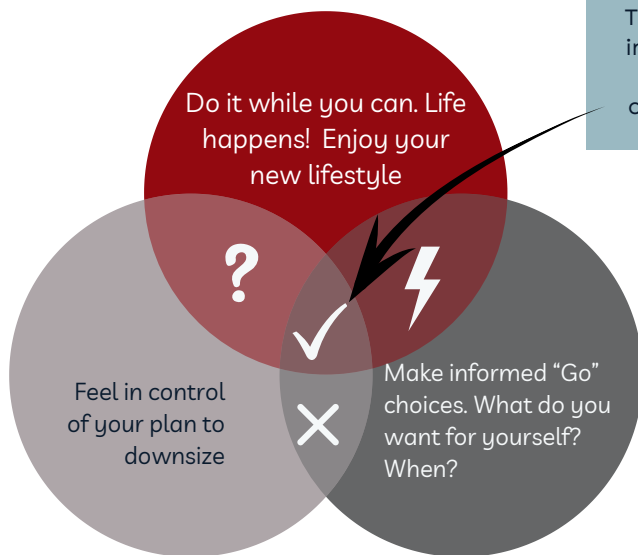 Do it while you can. Life
happens!  Enjoy your
new lifestyle
?
Feel in control
of your plan to
downsize
Make informed “Go”
choices. What do you
want for yourself?
When?